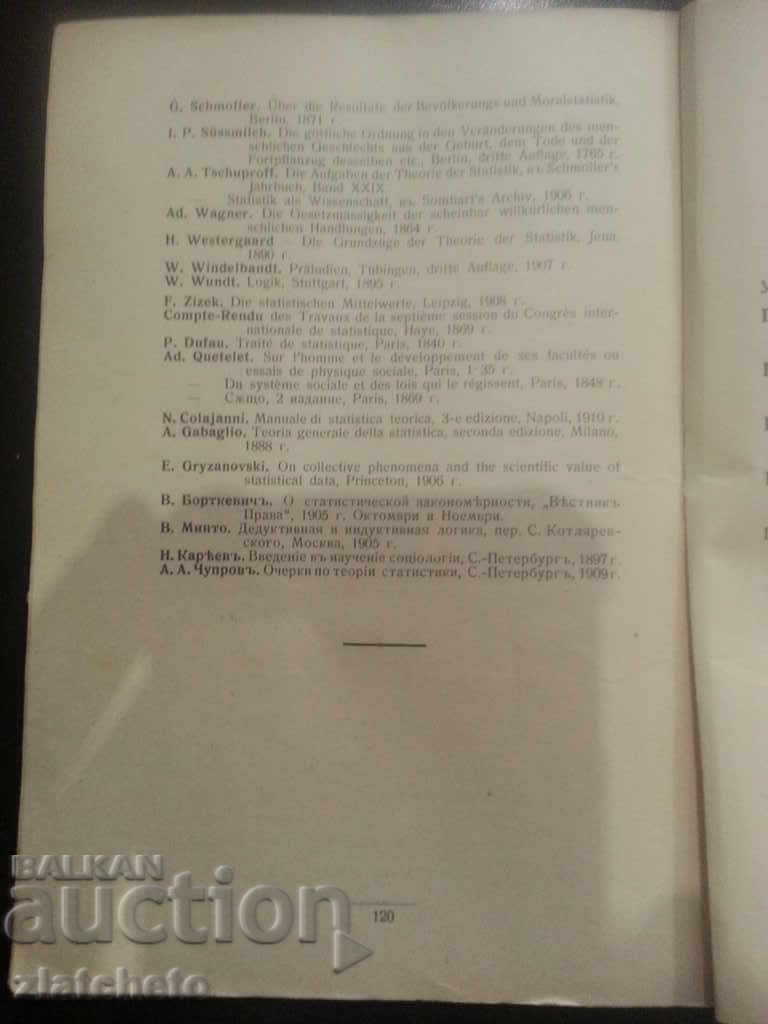 G. Schmoller. Über die Resultate der Bevölkerungs und Moralstatistik,
Berlin, 1871 г.
I. P. Süssmilch. Die göttliche Ordnung in den Veränderungen des men-
schlichen Geschlechts aus der Geburt, dem Tode und der
Fortpflanzug desselben etc., Berlin, dritte Auflage, 1765 г.
A. A. Tschuproff. Die Aufgaben der Theorie der Statistik, въ Schmoller's
Jahrbuch, Band XXIX
— Statistik als Wissenschaft, въ Sombart's Archiv, 1906 г.
Ad. Wagner. Die Gesetzmässigkeit der scheinbar willkürlichen men-
schlichen Handlungen, 1864 г.
H. Westergaard — Die Grundzüge der Theorie der Statistik, Jena,
1890 г.
W. Windelbandt. Präludien, Tübingen, dritte Auflage, 1907 г.
W. Wundt. Logik, Stuttgart, 1895 г.
F. Zizek. Die statistischen Mittelwerte, Leipzig, 1908 г.
Compte-Rendu des Travaux de la septième session du Congrès inter-
nationale de statistique, Haye, 1869 г.
P. Dufau. Traité de statistique, Paris, 1840 г.
Ad. Quetelet. Sur l'homme et le développement de ses facultés ou
essais de physique sociale, Paris, 1·35 г.
— Du système sociale et des lois qui le régissent, Paris, 1848 г.
— Сѫщо, 2 издание, Paris, 1869 г.
N. Colajanni. Manuale di statistica teorica, 3-e edizione, Napoli, 1910 г.
A. Gabaglio. Teoria generale della statistica, seconda edizione, Milano,
1888 г.
E. Gryzanovski. On collective phenomena and the scientific value of
statistical data, Princeton, 1906 г.
В. Борткевичъ. О статистической закономѣрности, „Вѣстникъ
Права“, 1905 г. Октомври и Ноември.
В. Минто. Дедуктивная и индуктивная логика, пер. С. Котляревского,
ского, Москва, 1905 г.
Н. Карѣевъ. Введение въ изучение социологіи, С.-Петербургъ, 1897 г.
А. А. Чупровъ. Очерки по теоріи статистики, С.-Петербургъ, 1909 г.
120
BALKAN
auction
zlatcheto